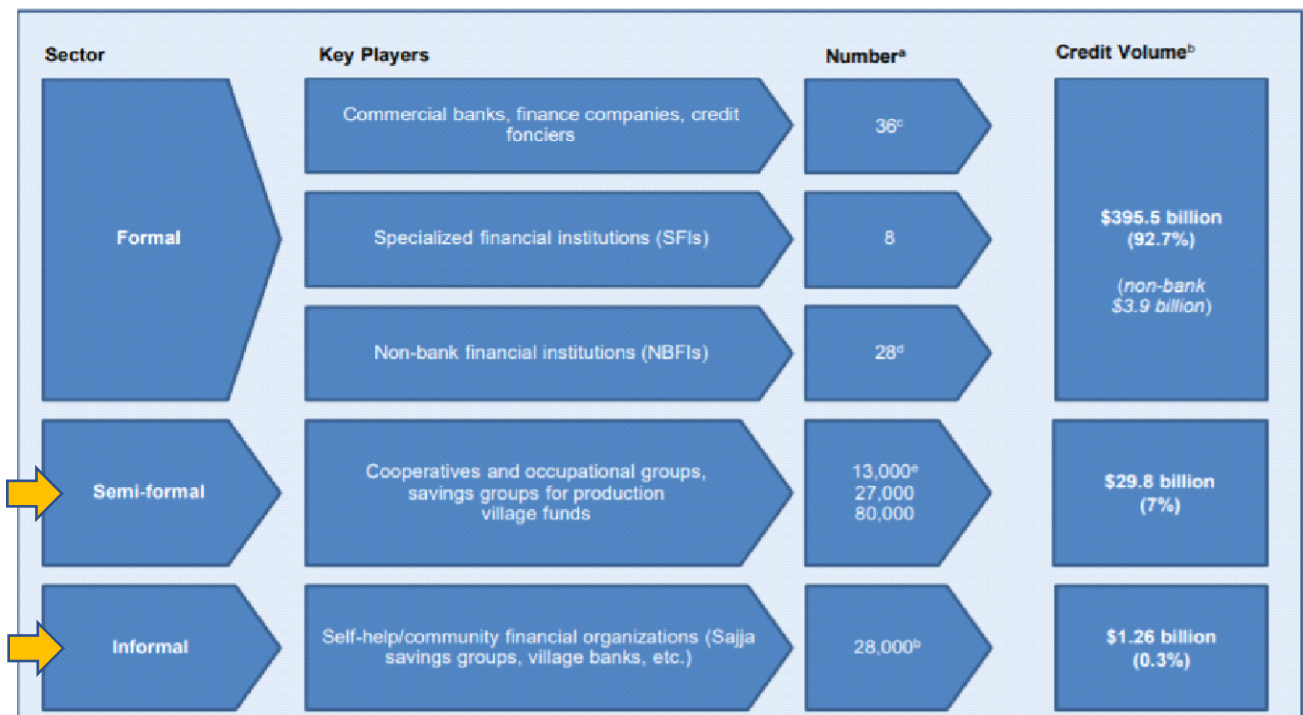 Sector
Key Players
Numberᵃ
Credit Volumeᵇ
Formal
Commercial banks, finance companies, credit
fonciers
36ᶜ
Specialized financial institutions (SFIs)
8
Non-bank financial institutions (NBFIs)
28ᵈ
$395.5 billion
(92.7%)
(non-bank
$3.9 billion)
Semi-formal
Cooperatives and occupational groups,
savings groups for production
village funds
13,000ᵉ
27,000
80,000
$29.8 billion
(7%)
Informal
Self-help/community financial organizations (Sajja
savings groups, village banks, etc.)
28,000ᵇ
$1.26 billion
(0.3%)